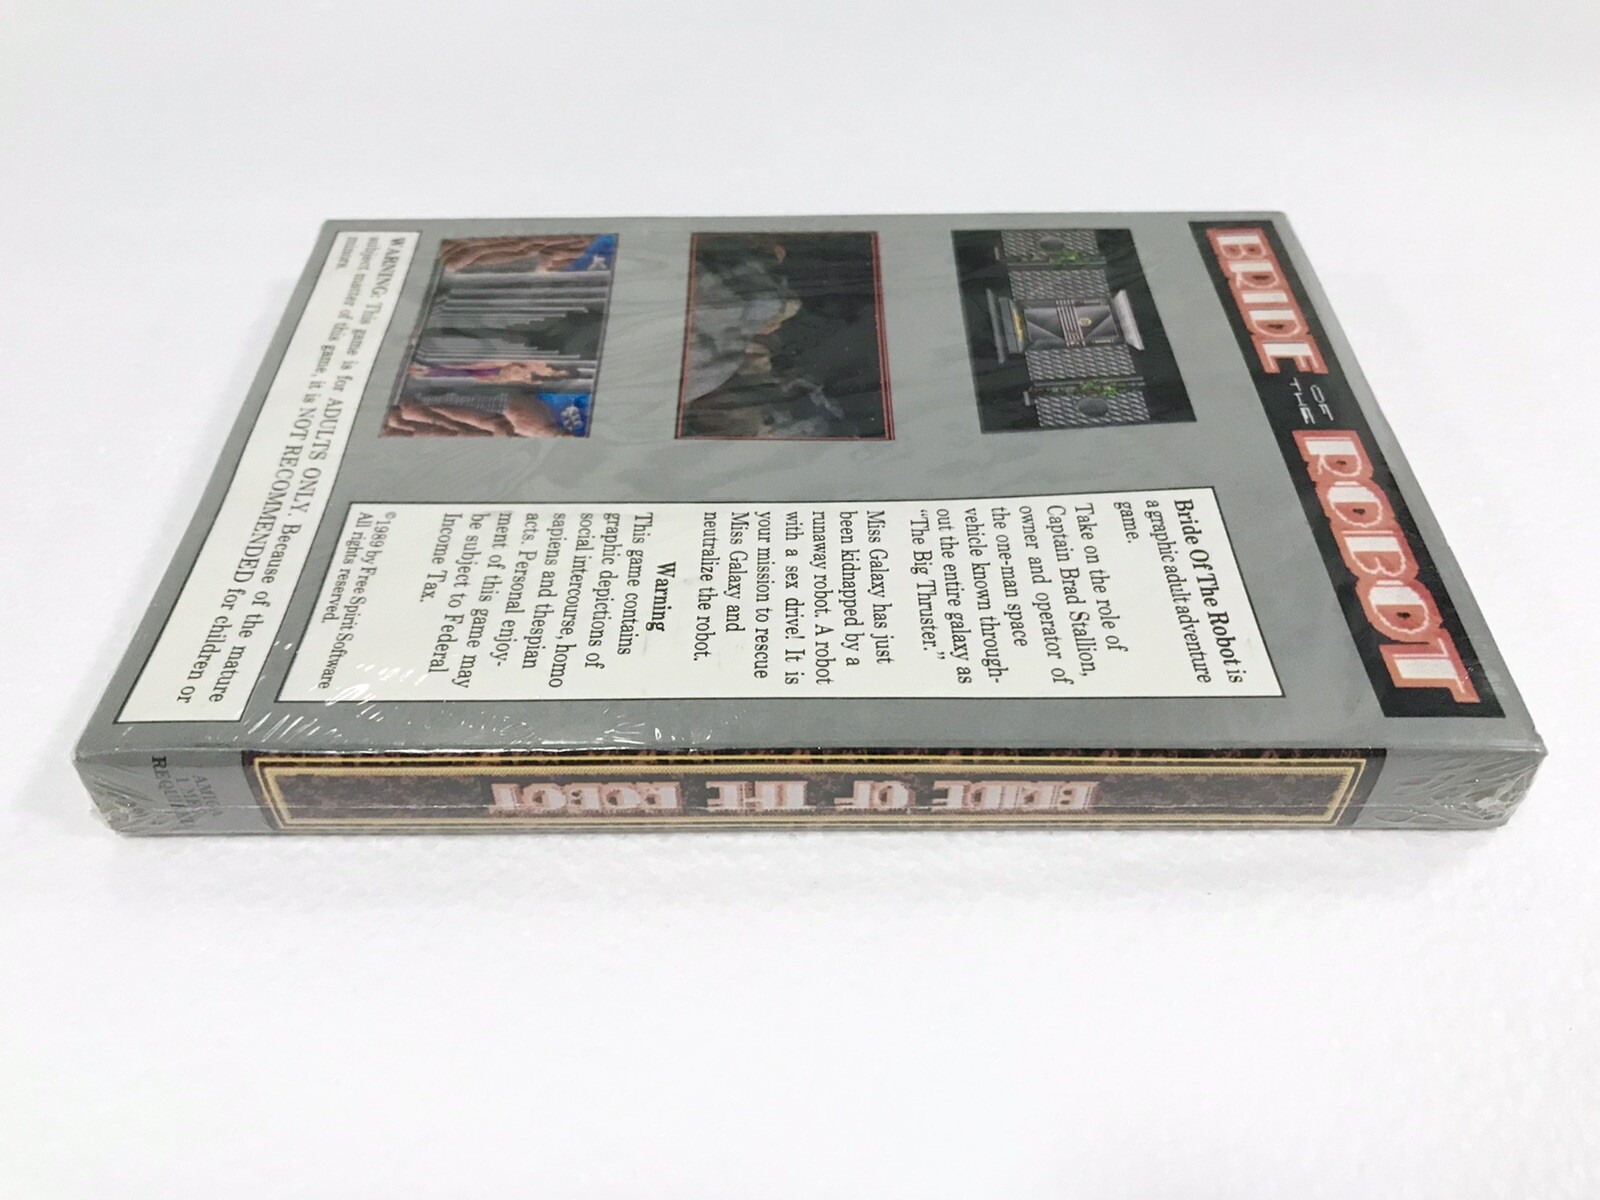 BRIDE OF THE ROBOT
Bride Of The Robot is
a graphic adult adventure
game.
Take on the role of
Captain Brad Stallion,
owner and operator of
the one-man space
vehicle known through-
out the entire galaxy as
“The Big Thruster.”
Miss Galaxy has just
been kidnapped by a
runaway robot. A robot
with a sex drive! It is
your mission to rescue
Miss Galaxy and
neutralize the robot.
Warning
This game contains
graphic depictions of
social intercourse, homo
sapiens and thespian
acts. Personal enjoy-
ment of this game may
be subject to Federal
Income Tax.
©1989 by Free Spirit Software
All rights reserved.
WARNING: This game is for ADULTS ONLY. Because of the mature
subject matter of this game, it is NOT RECOMMENDED for children or
minors.
BRIDE OF THE ROBOT